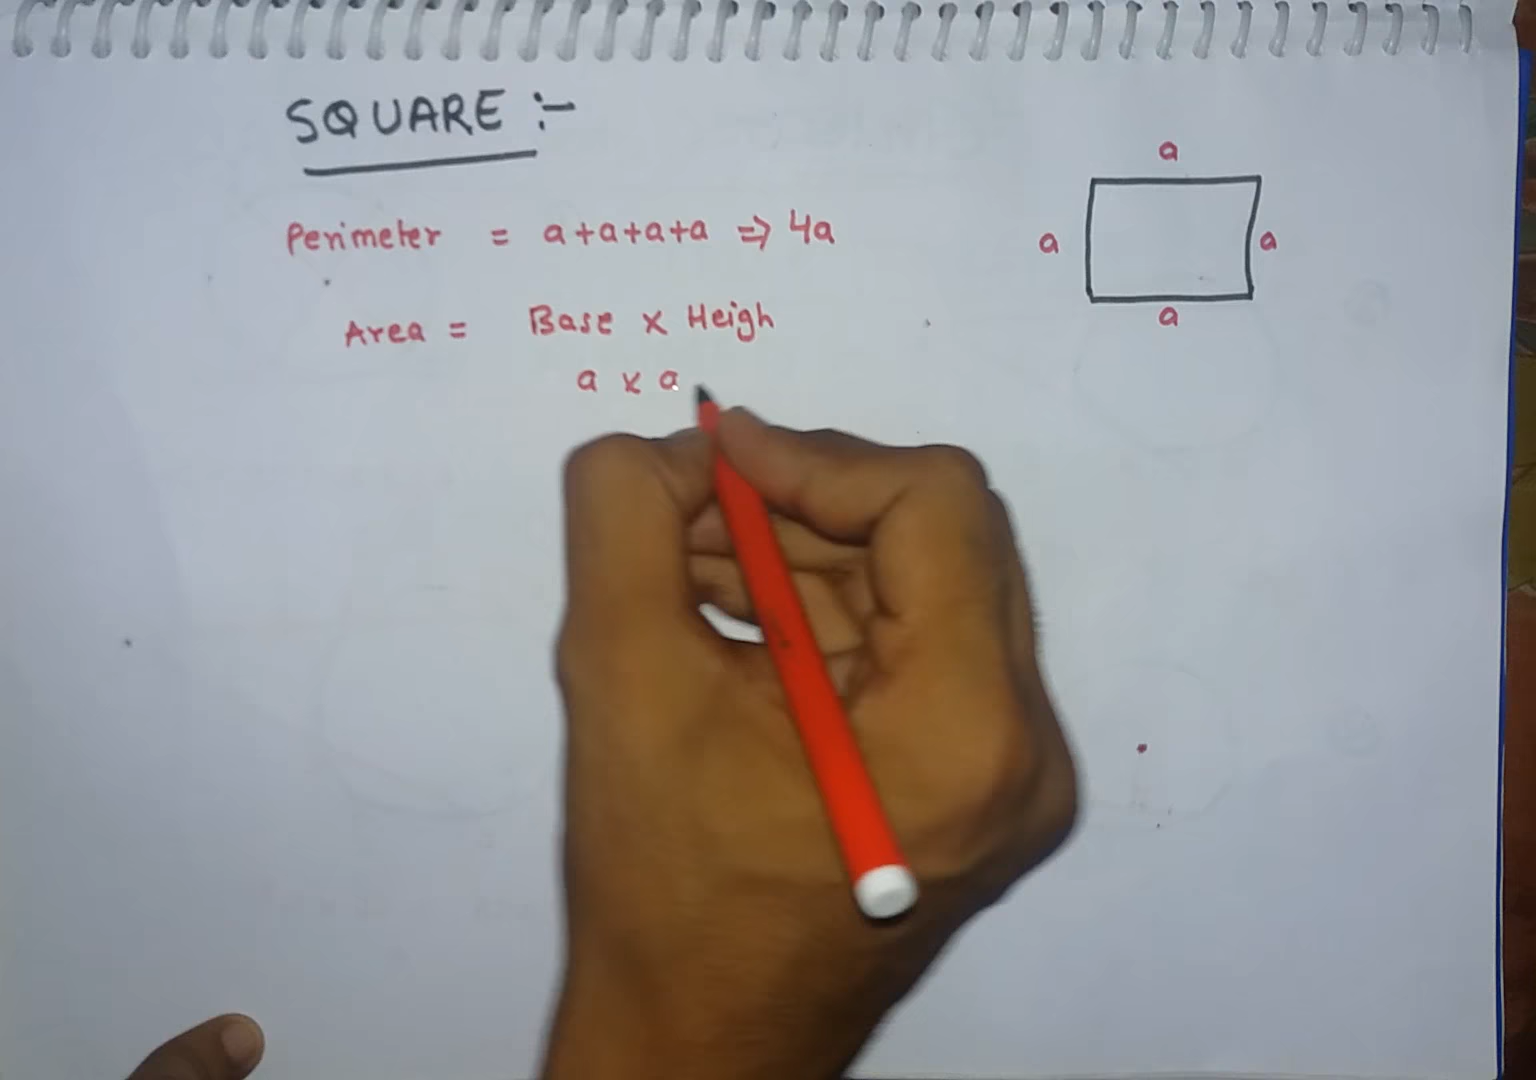 SQUARE :-
a
Perimeter = a+a+a+a ⇒ 4a
a
a
Area = Base x Heigh
a
a x a